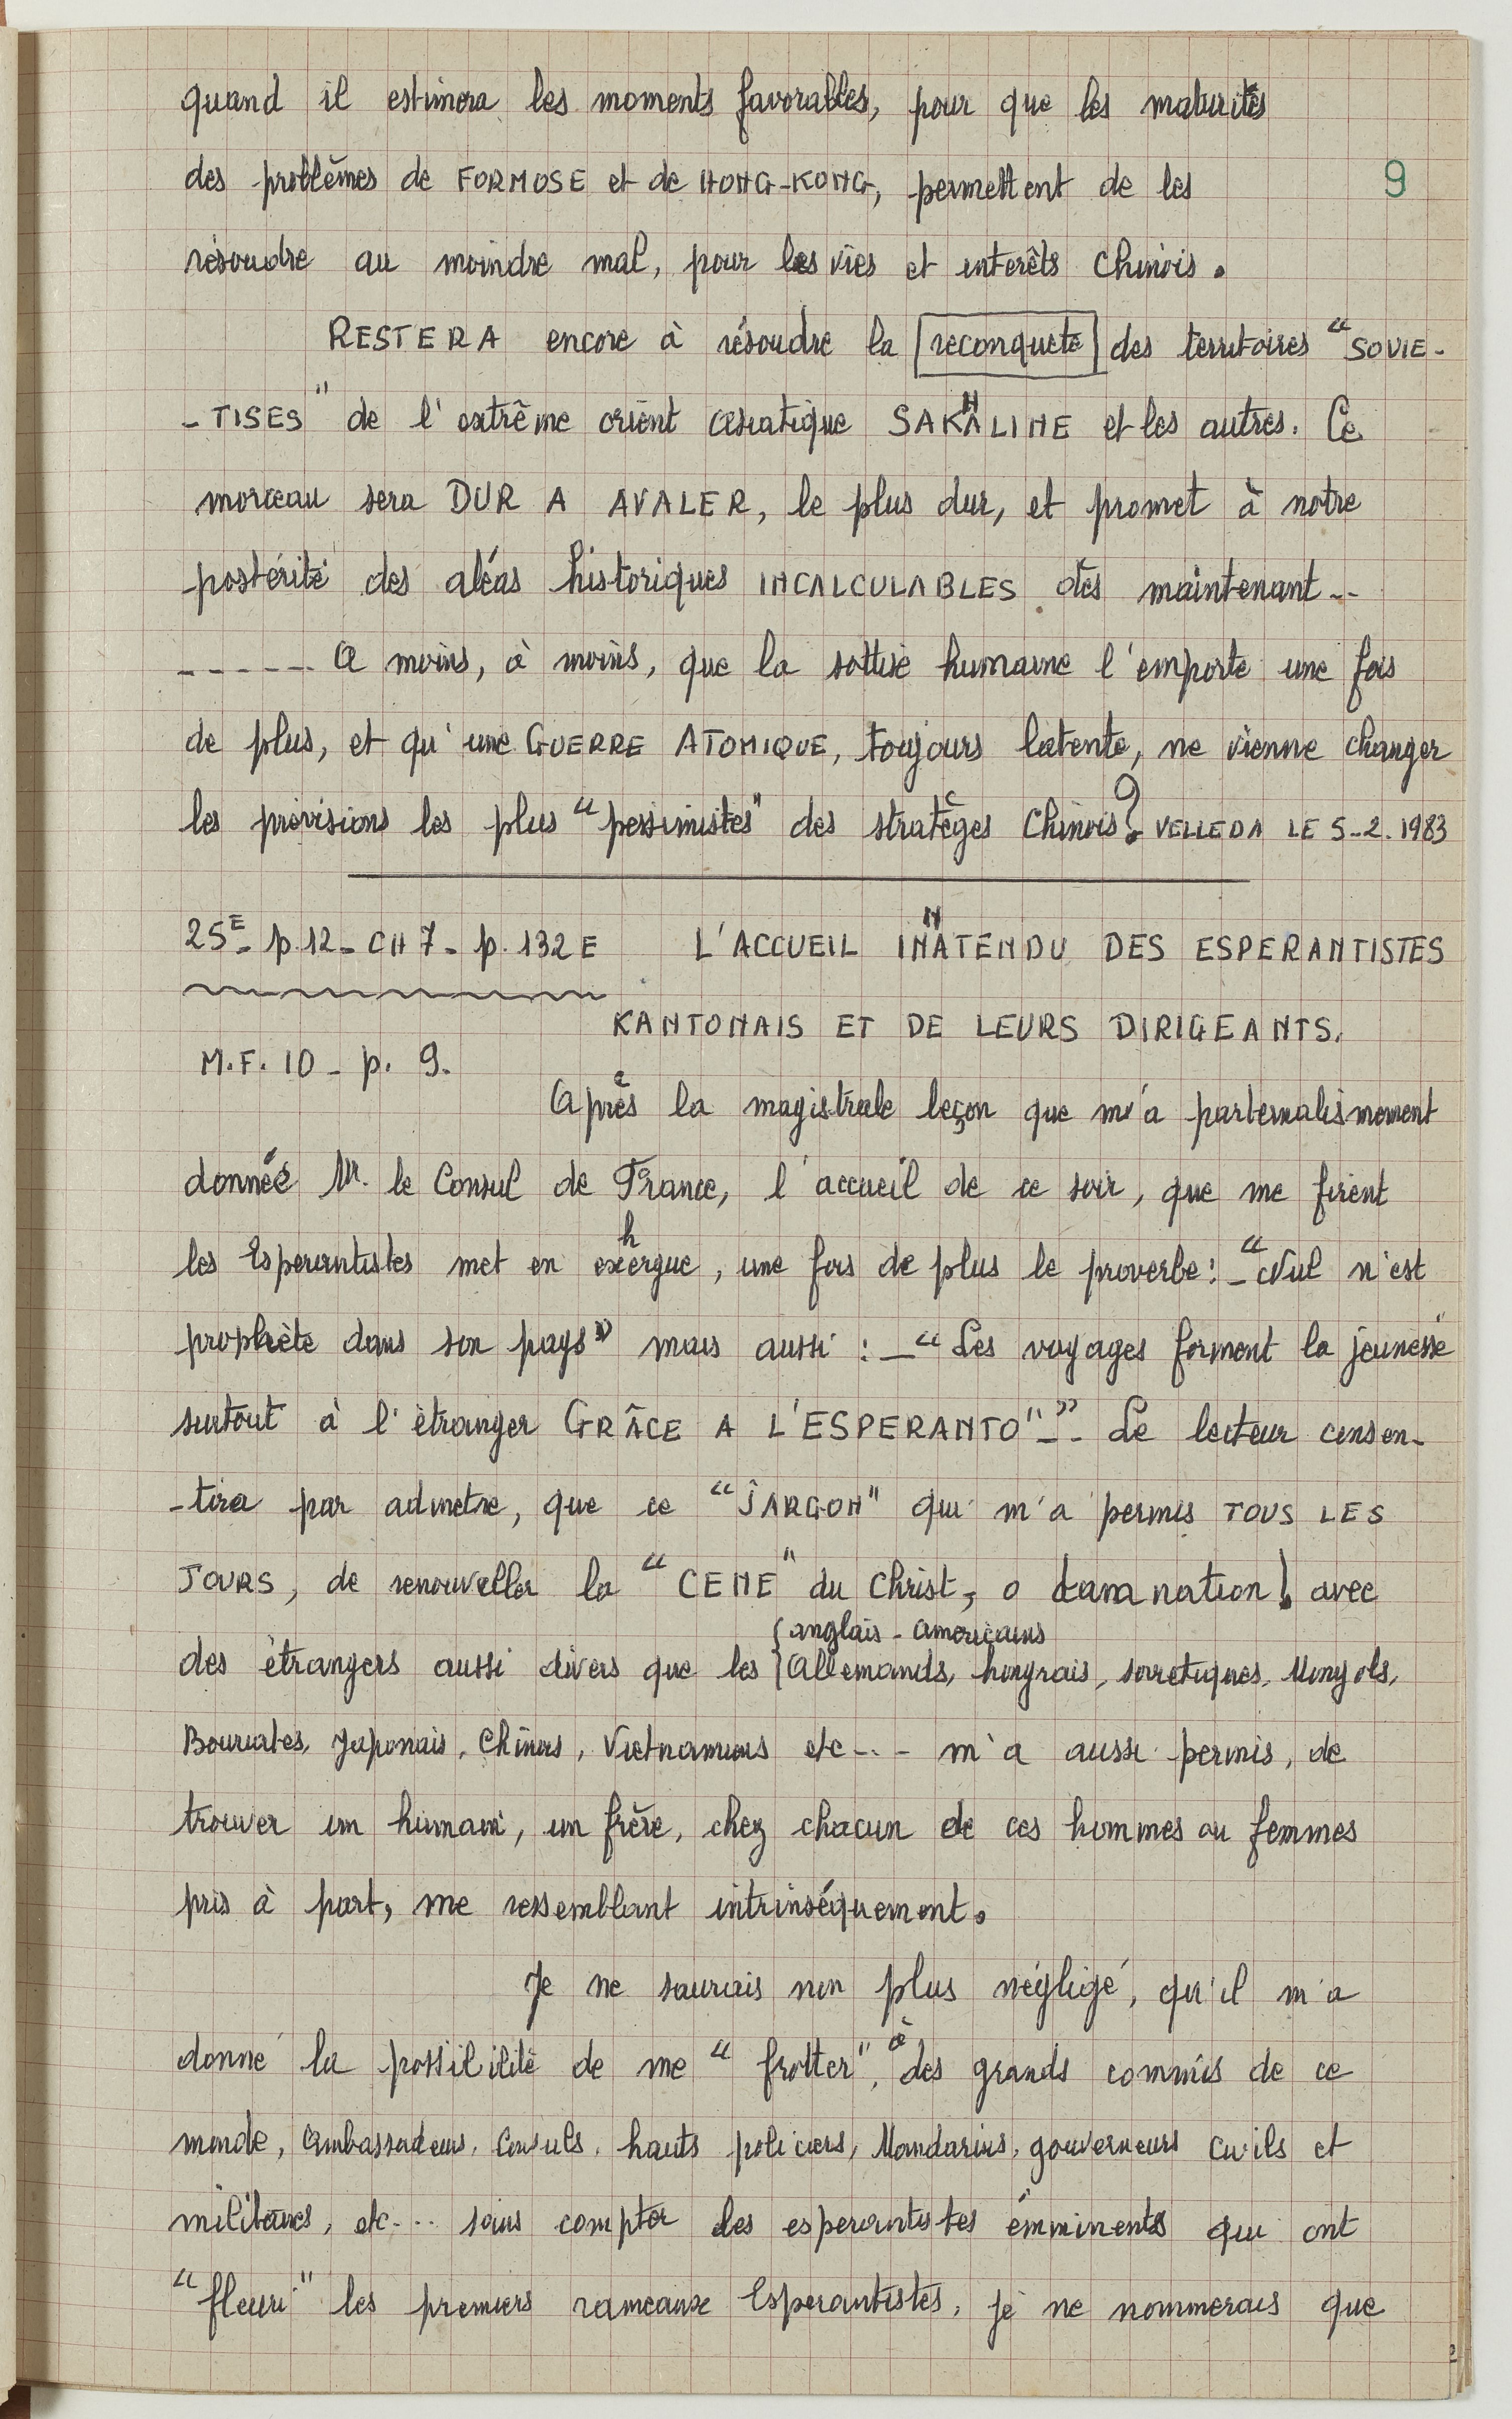 quand il estimera les moments favorables, pour que les maturités
des problèmes de FORMOSE et de HONG-KONG, permettent de les
9
résoudre au moindre mal, pour les vies et interêts chinois.
RESTERA encore à résoudre la reconquete des territoires "SOVIE-
-TISES" de l'extrême orient asiatique SAKHALINE et les autres. Ce
morceau sera DUR A AVALER, le plus dur, et promet à notre
postérité des aléas historiques INCALCULABLES dès maintenant...
------ A moins, à moins, que la sottise humaine l'emporte une fois
de plus, et qu'une GUERRE ATOMIQUE, toujours latente, ne vienne changer
les prévisions les plus "pessimistes" des stratèges Chinois? VELLEDA LE 5-2.1983
25E- p.12- CH 7- p. 132 E L'ACCUEIL INATTENDU DES ESPERANTISTES
KANTONAIS ET DE LEURS DIRIGEANTS.
M.F. 10 - p. 9.
Après la magistrale leçon que m'a parternalismement
donnée M. le Consul de France, l'accueil de ce soir, que me firent
les Esperantistes met en exhergue, une fois de plus le proverbe: - "Nul n'est
prophète dans son pays" mais aussi : - "Les voyages forment la jeunesse"
surtout à l'étranger GRÂCE A L'ESPERANTO"-"- Le lecteur consen-
-tira par admetre, que ce "ĴARGON" qui m'a permis TOUS LES
JOURS, de renouveller la "CENE" du Christ, o damnation! avec
anglais - americains
des étrangers aussi divers que les Allemands, hongrais, sovietiques, Mongols,
Bouriates, Japonais, Chinois, Vietnamiens etc--- m'a aussi permis, de
trouver un humain, un frère, chez chacun de ces hommes ou femmes
pris à part, me ressemblant intrinséquement.
Je ne saurais non plus négligé, qu'il m'a
donné la possibilité de me "frotter", à des grands commis de ce
monde, Ambassadeurs, Consuls, hauts policiers, Mandarins, gouverneurs civils et
militaires, etc... sans compter des esperantistes émminents qui ont
"fleuri" les premiers rameaux Esperantistes, je ne nommerais que